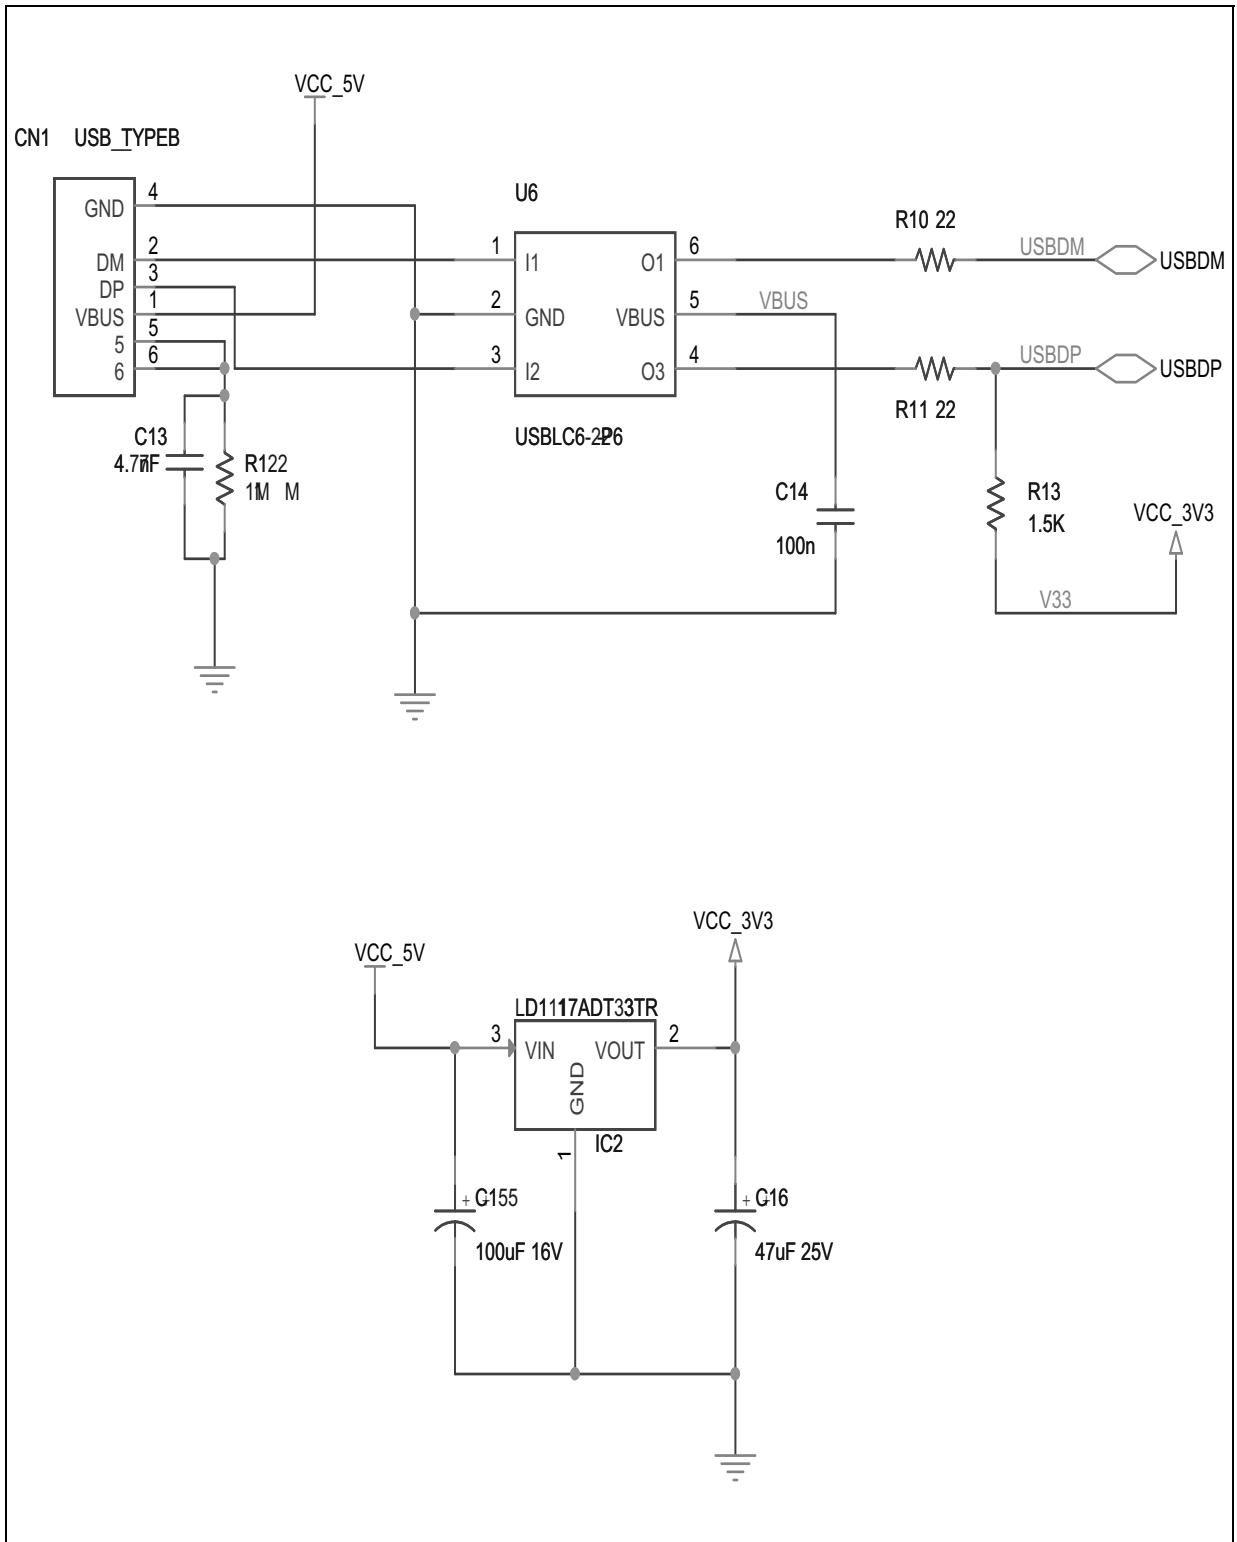 VCC_5V
CN1 USB_TYPEB
4
GND
U6
R10 22
2
DM
1
I1
O1
6
USBDM
USBDM
3
DP
1
VBUS
2
GND
VBUS
5
VBUS
5
5
6
6
3
I2
O3
4
USBDP
USBDP
R11 22
C13
R12
C14
100n
R13
1.5K
VCC_3V3
V33
VCC_3V3
VCC_5V
LD1117ADT33TR
3
VIN
VOUT
2
GND
1
IC2
+
100uF 16V
+ C16
47uF 25V